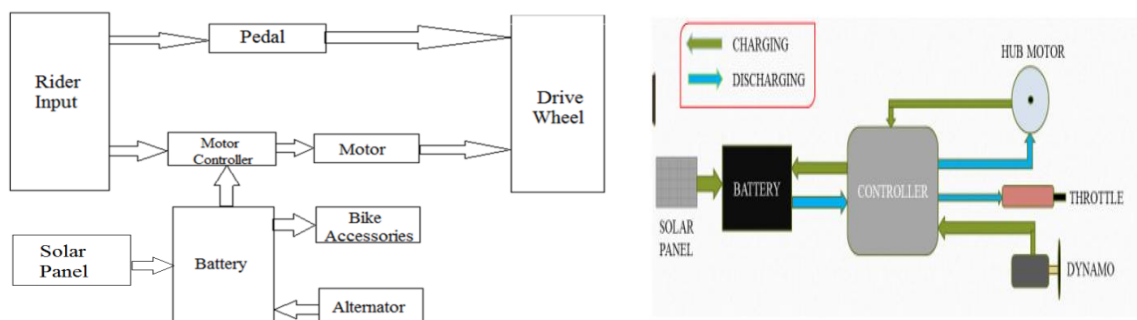 Pedal
Rider
Input
Drive
Wheel
Motor
Controller
Motor
Bike
Accessories
Solar
Panel
Battery
Alternator
CHARGING
DISCHARGING
HUB MOTOR
BATTERY
CONTROLLER
THROTTLE
SOLAR
PANEL
DYNAMO